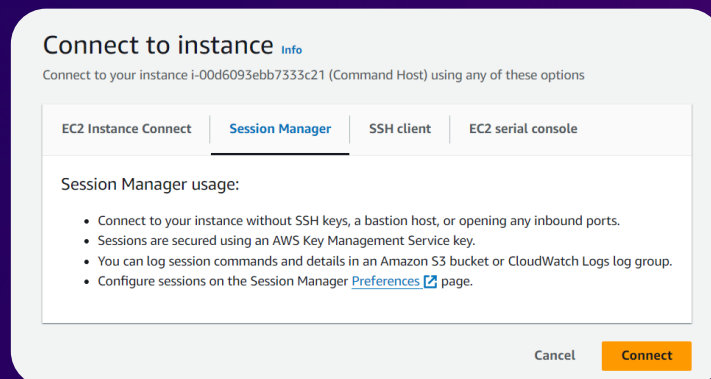 Connect to instance Info
Connect to your instance i-00d6093ebb7333c21 (Command Host) using any of these options
EC2 Instance Connect
Session Manager
SSH client
EC2 serial console
Session Manager usage:
• Connect to your instance without SSH keys, a bastion host, or opening any inbound ports.
• Sessions are secured using an AWS Key Management Service key.
• You can log session commands and details in an Amazon S3 bucket or CloudWatch Logs log group.
• Configure sessions on the Session Manager Preferences page.
Cancel
Connect